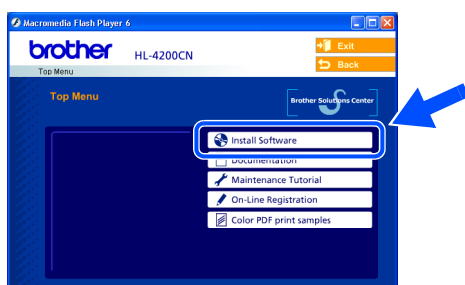 Macromedia Flash Player 6
brother
HL-4200CN
Exit
Back
Top Menu
Top Menu
Brother Solutions Center
Install Software
Documentation
Maintenance Tutorial
On-Line Registration
Color PDF print samples